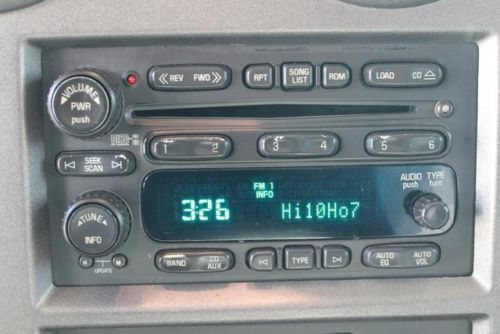 REV FWD
RPT SONG LIST RDM
LOAD CD
VOLUME
PWR
push
1 2 3 4 5 6
SEEK SCAN
AUDIO TYPE
push turn
FM 1
INFO
3:26 Hi10Ho7
TUNE
INFO
H H
UPDATE
BAND CD AUX TYPE AUTO EQ AUTO VOL